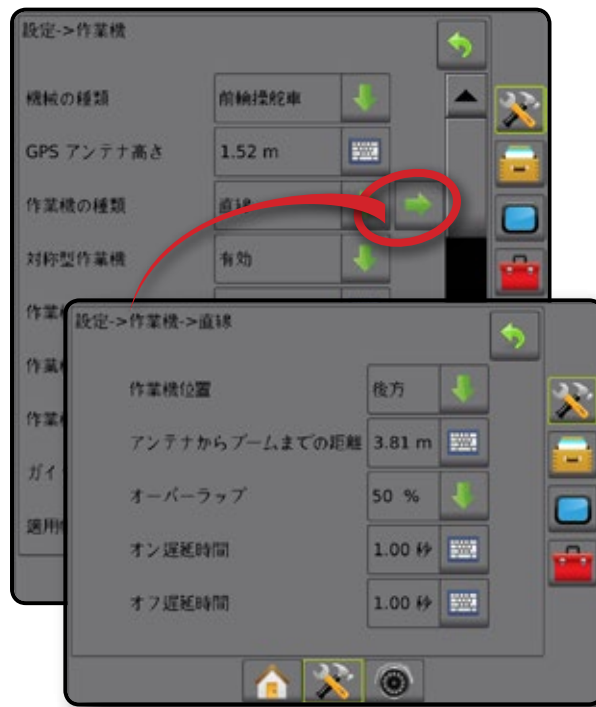 設定->作業機
機械の種類 前輪操舵車
GPS アンテナ高さ 1.52 m
作業機の種類 直線
対称型作業機 有効
設定->作業機->直線
作業機位置 後方
アンテナからブームまでの距離 3.81 m
オーバーラップ 50 %
オン遅延時間 1.00 秒
オフ遅延時間 1.00 秒